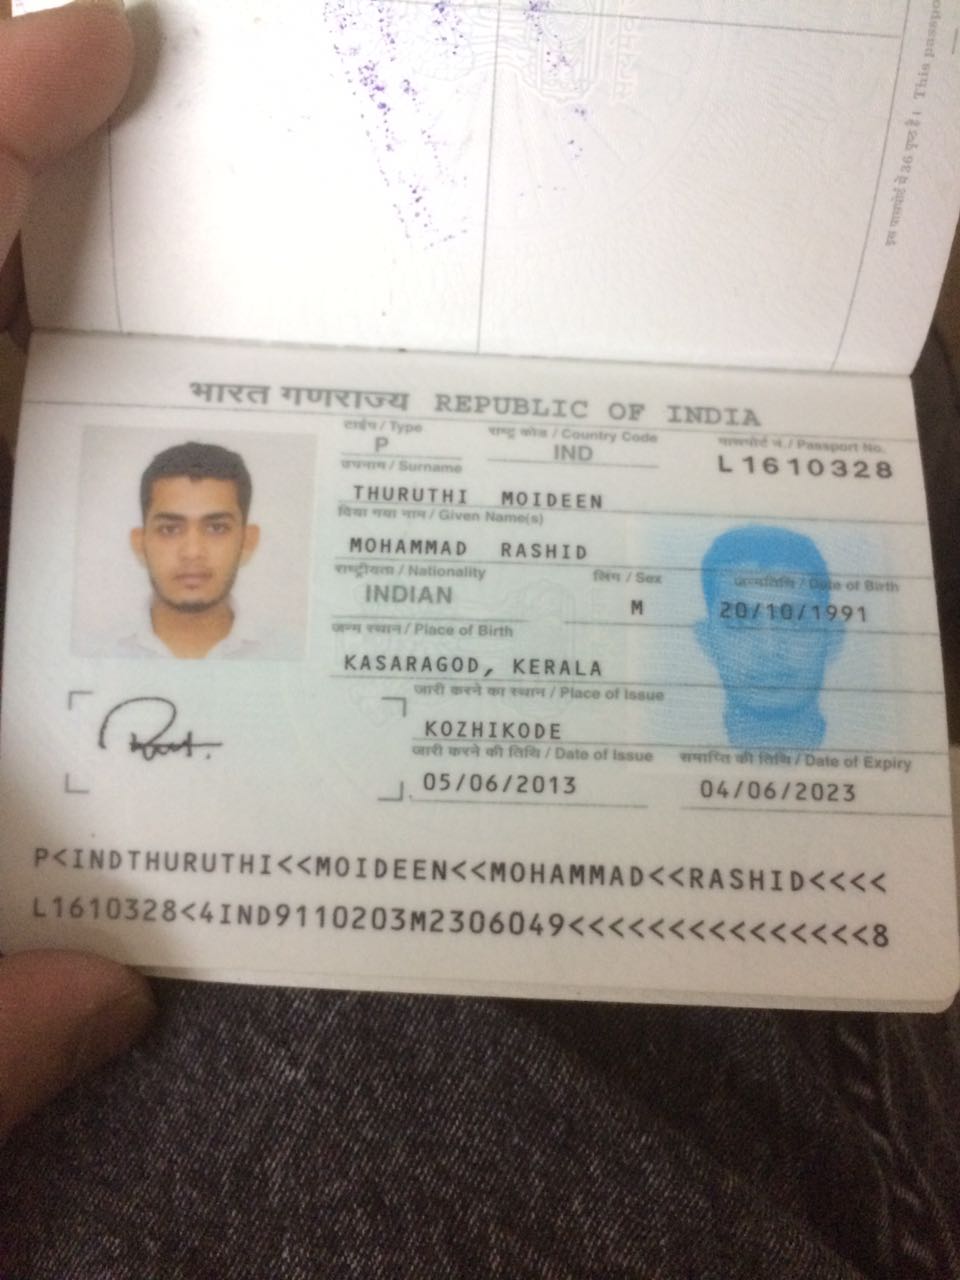 इस पासपोर्ट में 36 पृष्ठ हैं। This passpo
भारत गणराज्य REPUBLIC OF INDIA
टाईप / Type राष्ट्र कोड / Country Code पासपोर्ट नं. / Passport No.
P IND L1610328
उपनाम / Surname
THURUTHI MOIDEEN
दिया गया नाम / Given Name(s)
MOHAMMAD RASHID
राष्ट्रीयता / Nationality लिंग / Sex जन्मतिथि / Date of Birth
INDIAN M 20/10/1991
जन्म स्थान / Place of Birth
KASARAGOD, KERALA
जारी करने का स्थान / Place of Issue
KOZHIKODE
जारी करने की तिथि / Date of Issue समाप्ति की तिथि / Date of Expiry
05/06/2013 04/06/2023
P<INDTHURUTHI<<MOIDEEN<<MOHAMMAD<<RASHID<<<<
L1610328<4IND9110203M2306049<<<<<<<<<<<<<<<8